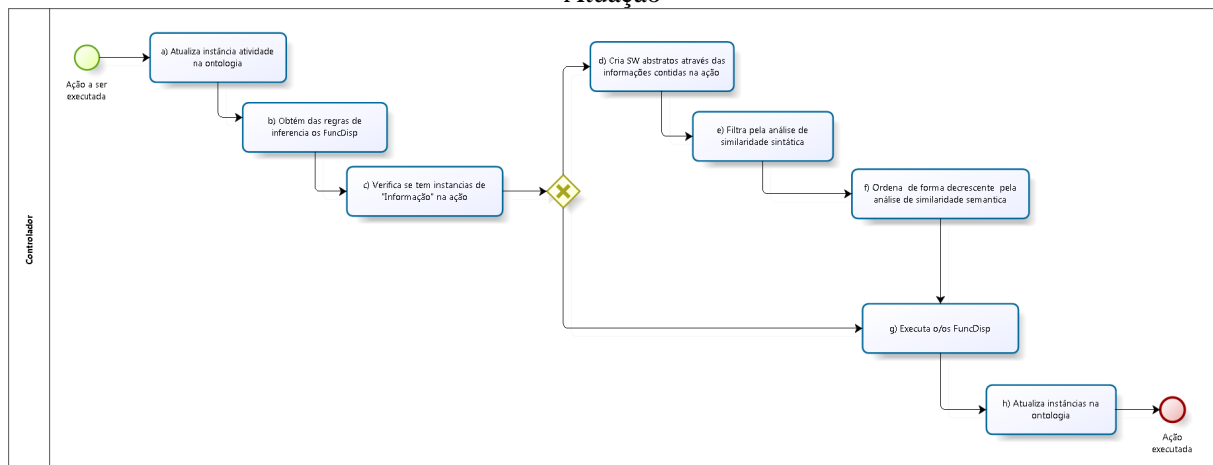 Atuação
Ação a ser
executada
a) Atualiza instância atividade
na ontologia
b) Obtém das regras de
inferencia os FuncDisp
c) Verifica se tem instancias de
"Informação" na ação
d) Cria SW abstratos através das
informações contidas na ação
e) Filtra pela análise de
similaridade sintática
f) Ordena de forma decrescente pela
análise de similaridade semantica
Controlador
g) Executa o/os FuncDisp
h) Atualiza instâncias na
ontologia
Ação
executada